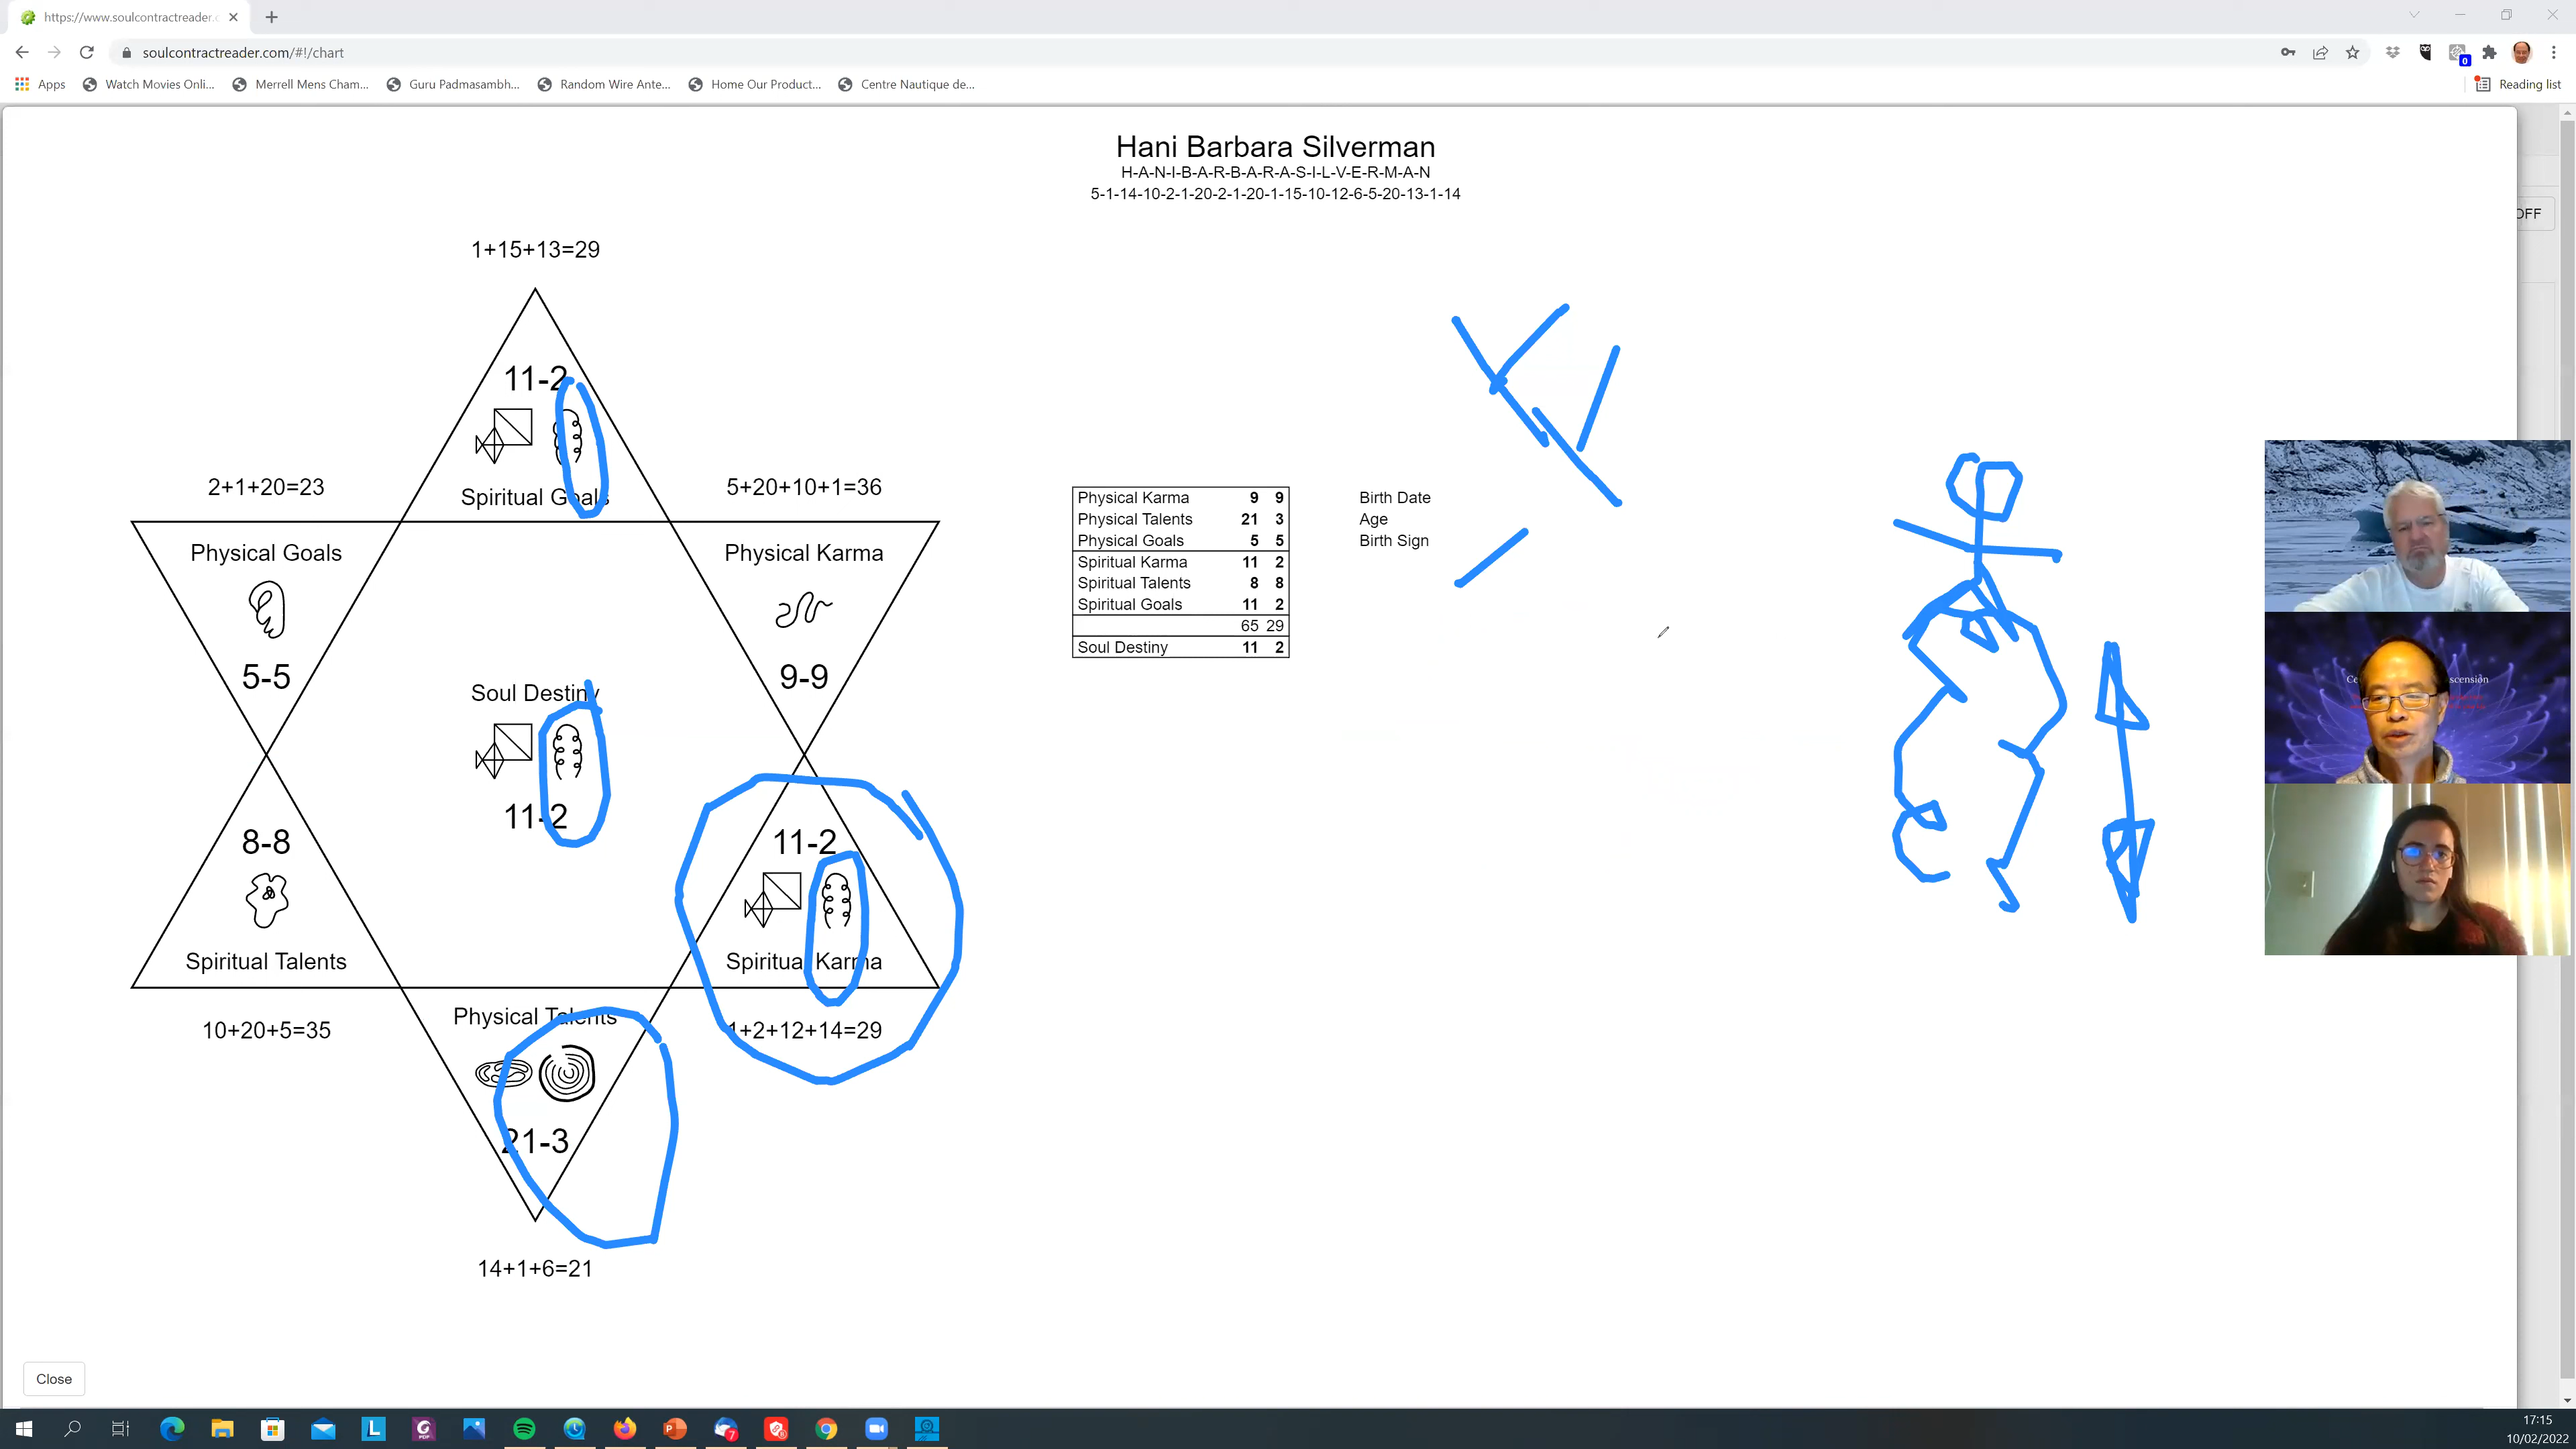 https://www.soulcontractreader.c
soulcontractreader.com/#!/chart
Apps
Watch Movies Onli...
Merrell Mens Cham...
Guru Padmasambh...
Random Wire Ante...
Home Our Product...
Centre Nautique de...
Reading list
0
OFF
Hani Barbara Silverman
H-A-N-I-B-A-R-B-A-R-A-S-I-L-V-E-R-M-A-N
5-1-14-10-2-1-20-2-1-20-1-15-10-12-6-5-20-13-1-14
1+15+13=29
11-2
Spiritual Goals
2+1+20=23
5+20+10+1=36
Physical Goals
5-5
Physical Karma
9-9
Soul Destiny
11-2
8-8
Spiritual Talents
10+20+5=35
11-2
Spiritual Karma
1+2+12+14=29
Physical Talents
21-3
14+1+6=21
Physical Karma 9 9
Physical Talents 21 3
Physical Goals 5 5
Spiritual Karma 11 2
Spiritual Talents 8 8
Spiritual Goals 11 2
65 29
Soul Destiny 11 2
Birth Date
Age
Birth Sign
Ce
scension
Close
L
PDF
P
7
17:15
10/02/2022